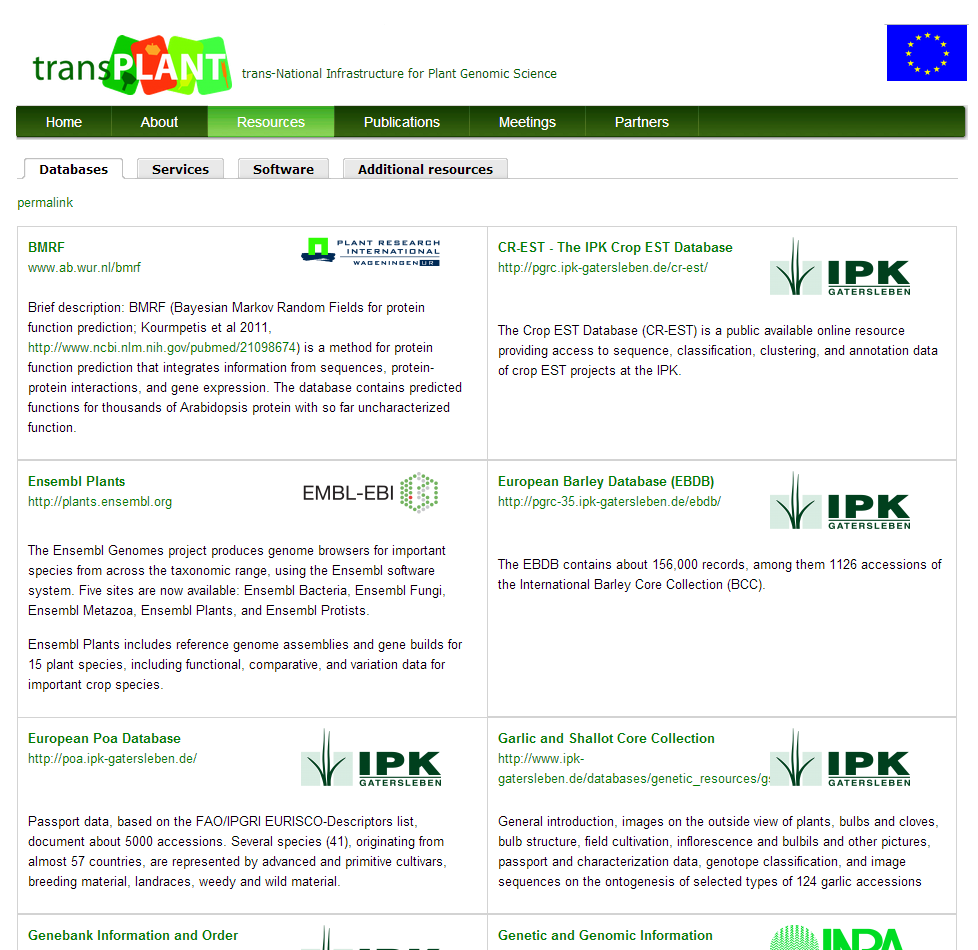 transPLANT
trans-National Infrastructure for Plant Genomic Science
Home About Resources Publications Meetings Partners
Databases Services Software Additional resources
permalink
BMRF
www.ab.wur.nl/bmrf
PLANT RESEARCH
INTERNATIONAL
WAGENINGEN UR
Brief description: BMRF (Bayesian Markov Random Fields for protein
function prediction; Kourmpetis et al 2011,
http://www.ncbi.nlm.nih.gov/pubmed/21098674) is a method for protein
function prediction that integrates information from sequences, protein-
protein interactions, and gene expression. The database contains predicted
functions for thousands of Arabidopsis protein with so far uncharacterized
function.
CR-EST - The IPK Crop EST Database
http://pgrc.ipk-gatersleben.de/cr-est/
IPK
GATERSLEBEN
The Crop EST Database (CR-EST) is a public available online resource
providing access to sequence, classification, clustering, and annotation data
of crop EST projects at the IPK.
Ensembl Plants
http://plants.ensembl.org
EMBL-EBI
The Ensembl Genomes project produces genome browsers for important
species from across the taxonomic range, using the Ensembl software
system. Five sites are now available: Ensembl Bacteria, Ensembl Fungi,
Ensembl Metazoa, Ensembl Plants, and Ensembl Protists.
Ensembl Plants includes reference genome assemblies and gene builds for
15 plant species, including functional, comparative, and variation data for
important crop species.
European Barley Database (EBDB)
http://pgrc-35.ipk-gatersleben.de/ebdb/
IPK
GATERSLEBEN
The EBDB contains about 156,000 records, among them 1126 accessions of
the International Barley Core Collection (BCC).
European Poa Database
http://poa.ipk-gatersleben.de/
IPK
GATERSLEBEN
Passport data, based on the FAO/IPGRI EURISCO-Descriptors list,
document about 5000 accessions. Several species (41), originating from
almost 57 countries, are represented by advanced and primitive cultivars,
breeding material, landraces, weedy and wild material.
Garlic and Shallot Core Collection
http://www.ipk-
gatersleben.de/databases/genetic_resources/g
IPK
GATERSLEBEN
General introduction, images on the outside view of plants, bulbs and cloves,
bulb structure, field cultivation, inflorescence and bulbils and other pictures,
passport and characterization data, genotope classification, and image
sequences on the ontogenesis of selected types of 124 garlic accessions
Genebank Information and Order
IPK
Genetic and Genomic Information
INRA